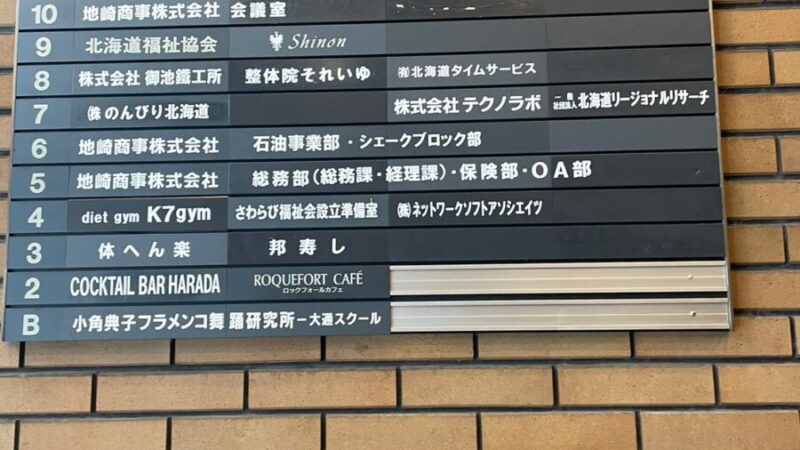 10 地崎商事株式会社 会議室
9 北海道福祉協会 Shinon
8 株式会社 御池鐵工所 整体院それいゆ ㈲北海道タイムサービス
7 ㈱のんびり北海道 株式会社テクノラボ 一般社団法人北海道リージョナルリサーチ
6 地崎商事株式会社 石油事業部・シェークブロック部
5 地崎商事株式会社 総務部(総務課・経理課)・保険部・OA部
4 diet gym K7gym さわらび福祉会設立準備室 ㈱ネットワークソフトアソシエイツ
3 体へん楽 邦寿し
2 COCKTAIL BAR HARADA ROQUEFORT CAFÉ
ロックフォールカフェ
B 小角典子フラメンコ舞踊研究所ー大通スクール